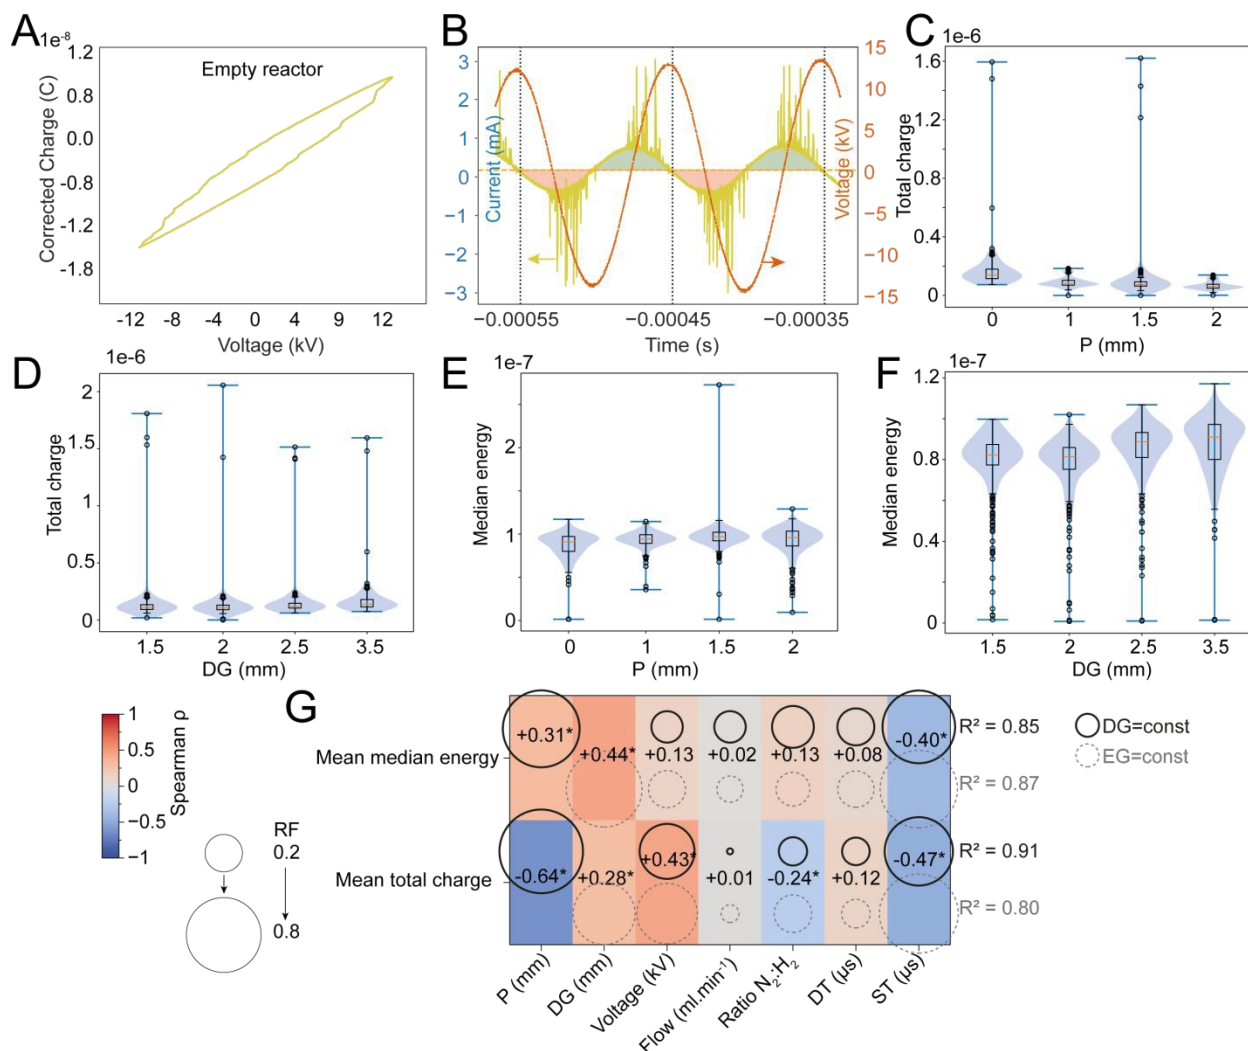 A
1e-8
1.2
0.8
0.0
-0.8
-1.2
-1.8
Corrected Charge (C)
Empty reactor
-12 -8 -4 0 4 8 12
Voltage (kV)
B
3
2
1
0
−1
−2
−3
Current (mA)
15
10
5
0
−5
−10
−15
Voltage (kV)
−0.00055 −0.00045 −0.00035
Time (s)
C
1e-6
1.6
1.2
0.8
0.4
0
Total charge
0 1 1.5 2
P (mm)
D
1e-6
2
1.5
1
0.5
0
Total charge
1.5 2 2.5 3.5
DG (mm)
E
1e-7
2
1
0
Median energy
0 1 1.5 2
P (mm)
F
1e-7
1.2
0.8
0.4
0
Median energy
1.5 2 2.5 3.5
DG (mm)
G
1
0.5
0
−0.5
−1
Spearman ρ
RF
0.2
0.8
Mean median energy
+0.31* +0.44* +0.13 +0.02 +0.13 +0.08 -0.40*
R² = 0.85
R² = 0.87
Mean total charge
-0.64* +0.28* +0.43* +0.01 -0.24* +0.12 -0.47*
R² = 0.91
R² = 0.80
DG=const
EG=const
P (mm)
DG (mm)
Voltage (kV)
Flow (ml.min⁻¹)
Ratio N₂:H₂
DT (µs)
ST (µs)